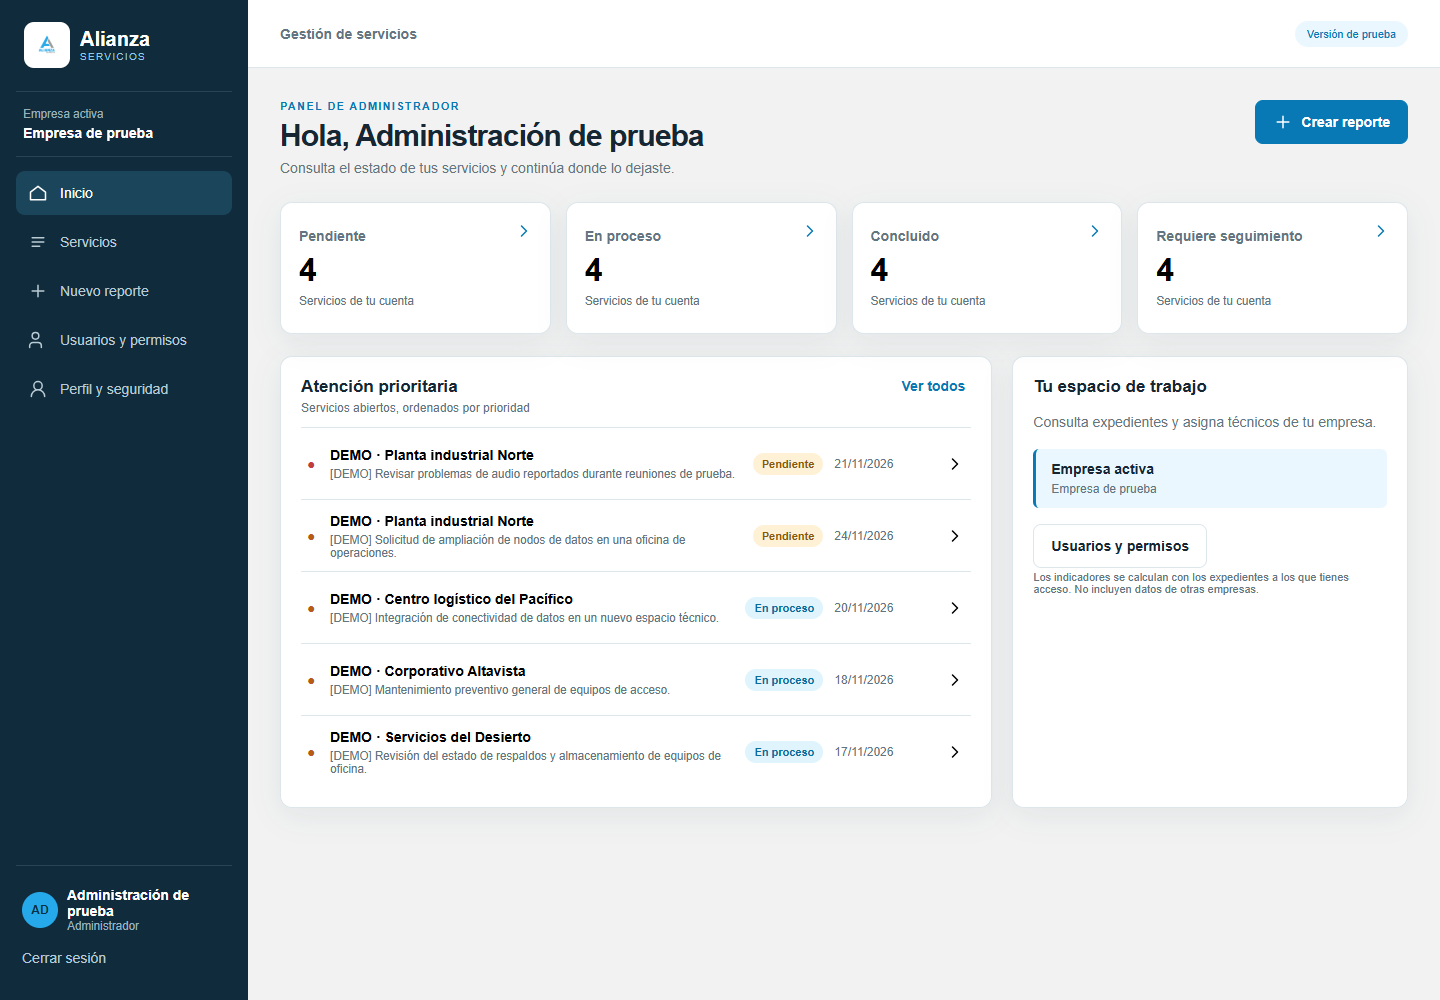 Alianza
SERVICIOS
Empresa activa
Empresa de prueba
Inicio
Servicios
Nuevo reporte
Usuarios y permisos
Perfil y seguridad
AD
Administración de
prueba
Administrador
Cerrar sesión
Gestión de servicios
Versión de prueba
PANEL DE ADMINISTRADOR
Hola, Administración de prueba
Consulta el estado de tus servicios y continúa donde lo dejaste.
Crear reporte
Pendiente
4
Servicios de tu cuenta
En proceso
4
Servicios de tu cuenta
Concluido
4
Servicios de tu cuenta
Requiere seguimiento
4
Servicios de tu cuenta
Atención prioritaria
Ver todos
Servicios abiertos, ordenados por prioridad
DEMO · Planta industrial Norte
[DEMO] Revisar problemas de audio reportados durante reuniones de prueba.
Pendiente
21/11/2026
DEMO · Planta industrial Norte
[DEMO] Solicitud de ampliación de nodos de datos en una oficina de
operaciones.
Pendiente
24/11/2026
DEMO · Centro logístico del Pacífico
[DEMO] Integración de conectividad de datos en un nuevo espacio técnico.
En proceso
20/11/2026
DEMO · Corporativo Altavista
[DEMO] Mantenimiento preventivo general de equipos de acceso.
En proceso
18/11/2026
DEMO · Servicios del Desierto
[DEMO] Revisión del estado de respaldos y almacenamiento de equipos de
oficina.
En proceso
17/11/2026
Tu espacio de trabajo
Consulta expedientes y asigna técnicos de tu empresa.
Empresa activa
Empresa de prueba
Usuarios y permisos
Los indicadores se calculan con los expedientes a los que tienes
acceso. No incluyen datos de otras empresas.